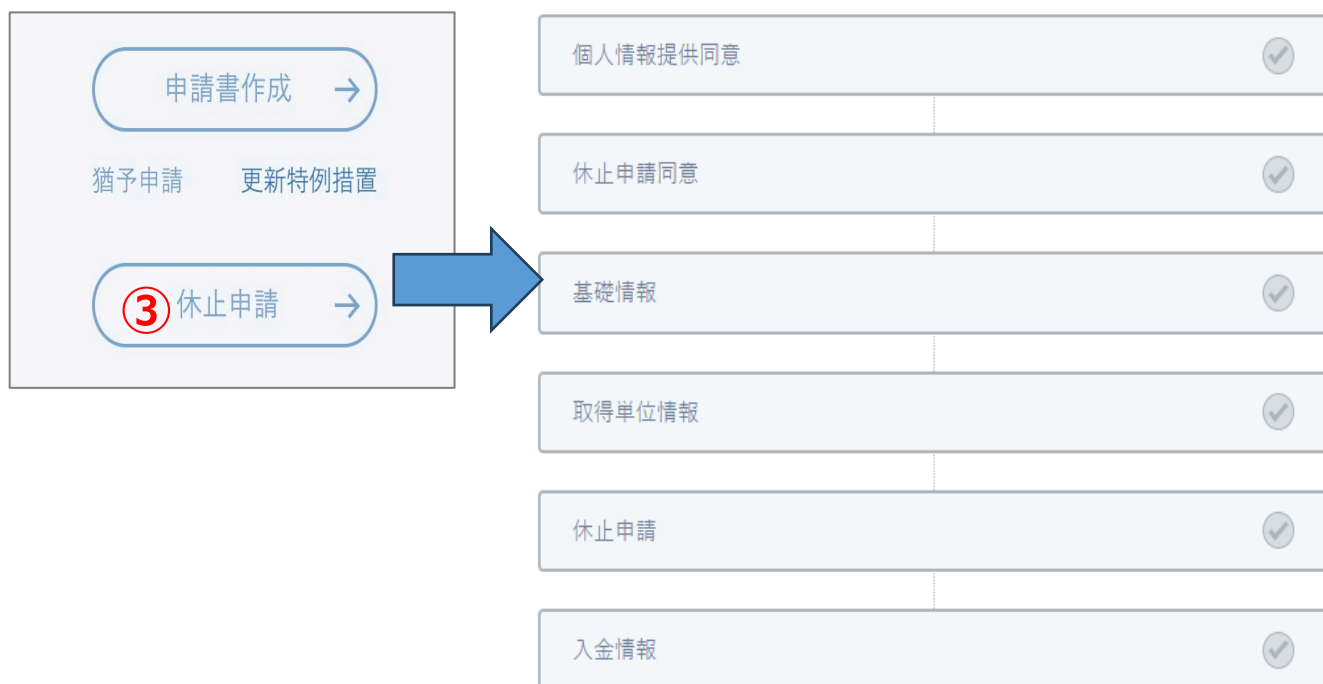 申請書作成
猶予申請 更新特例措置
③休止申請
個人情報提供同意
休止申請同意
基礎情報
取得単位情報
休止申請
入金情報